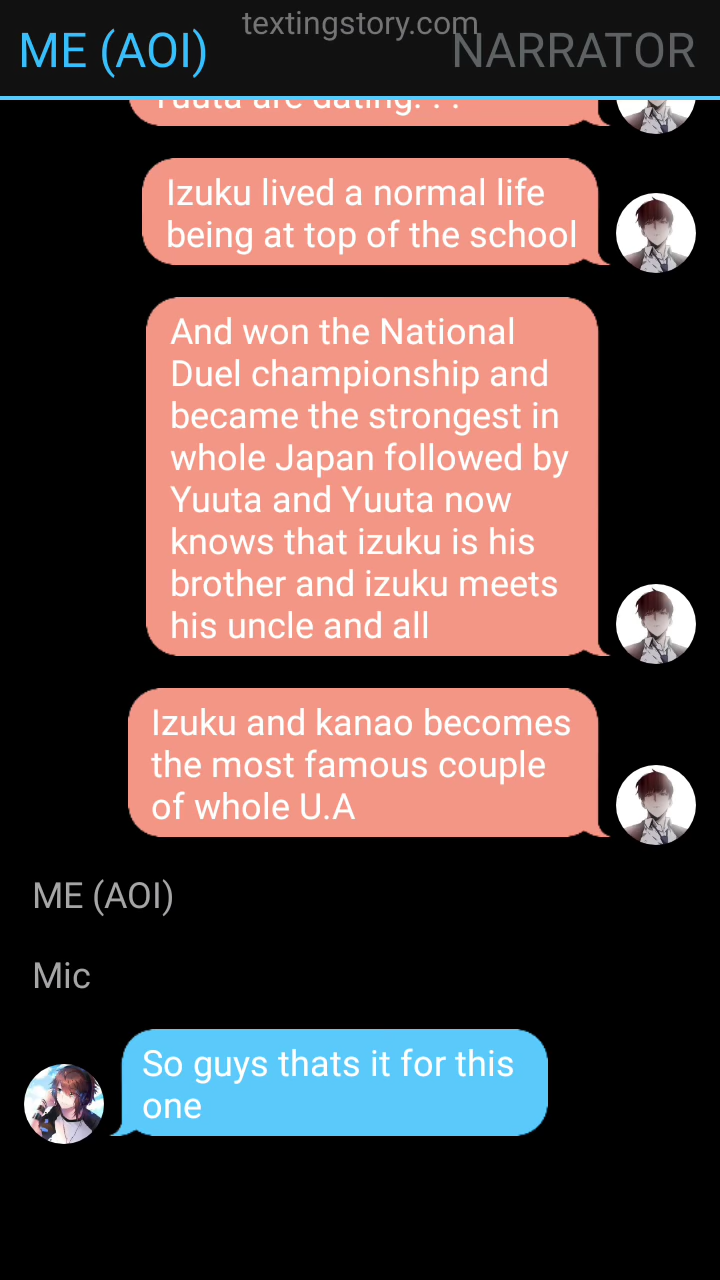 textingstory.com
ME (AOI)
NARRATOR
Yuuta are dating. . .
Izuku lived a normal life
being at top of the school
And won the National
Duel championship and
became the strongest in
whole Japan followed by
Yuuta and Yuuta now
knows that izuku is his
brother and izuku meets
his uncle and all
Izuku and kanao becomes
the most famous couple
of whole U.A
ME (AOI)
Mic
So guys thats it for this
one